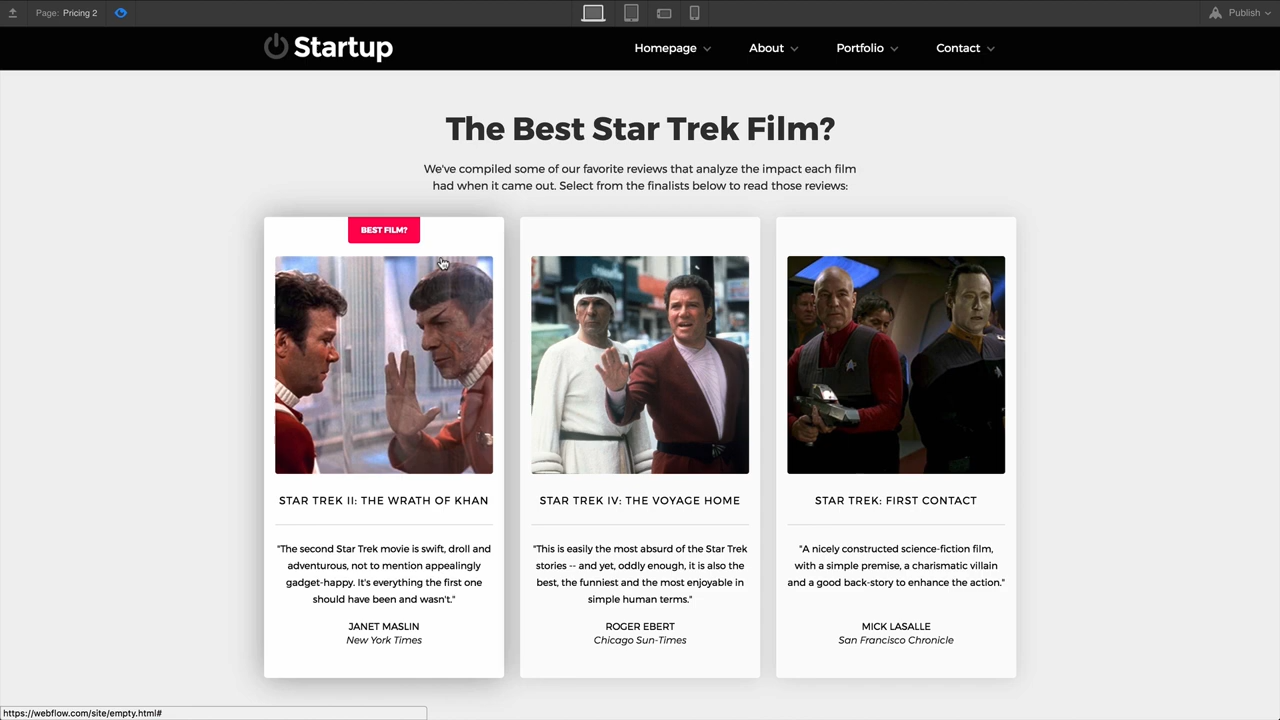 Page: Pricing 2
Publish
Startup
Homepage
About
Portfolio
Contact
The Best Star Trek Film?
We've compiled some of our favorite reviews that analyze the impact each film
had when it came out. Select from the finalists below to read those reviews:
BEST FILM?
STAR TREK II: THE WRATH OF KHAN
"The second Star Trek movie is swift, droll and
adventurous, not to mention appealingly
gadget-happy. It's everything the first one
should have been and wasn't."
JANET MASLIN
New York Times
STAR TREK IV: THE VOYAGE HOME
"This is easily the most absurd of the Star Trek
stories -- and yet, oddly enough, it is also the
best, the funniest and the most enjoyable in
simple human terms."
ROGER EBERT
Chicago Sun-Times
STAR TREK: FIRST CONTACT
"A nicely constructed science-fiction film,
with a simple premise, a charismatic villain
and a good back-story to enhance the action."
MICK LASALLE
San Francisco Chronicle
https://webflow.com/site/empty.html#